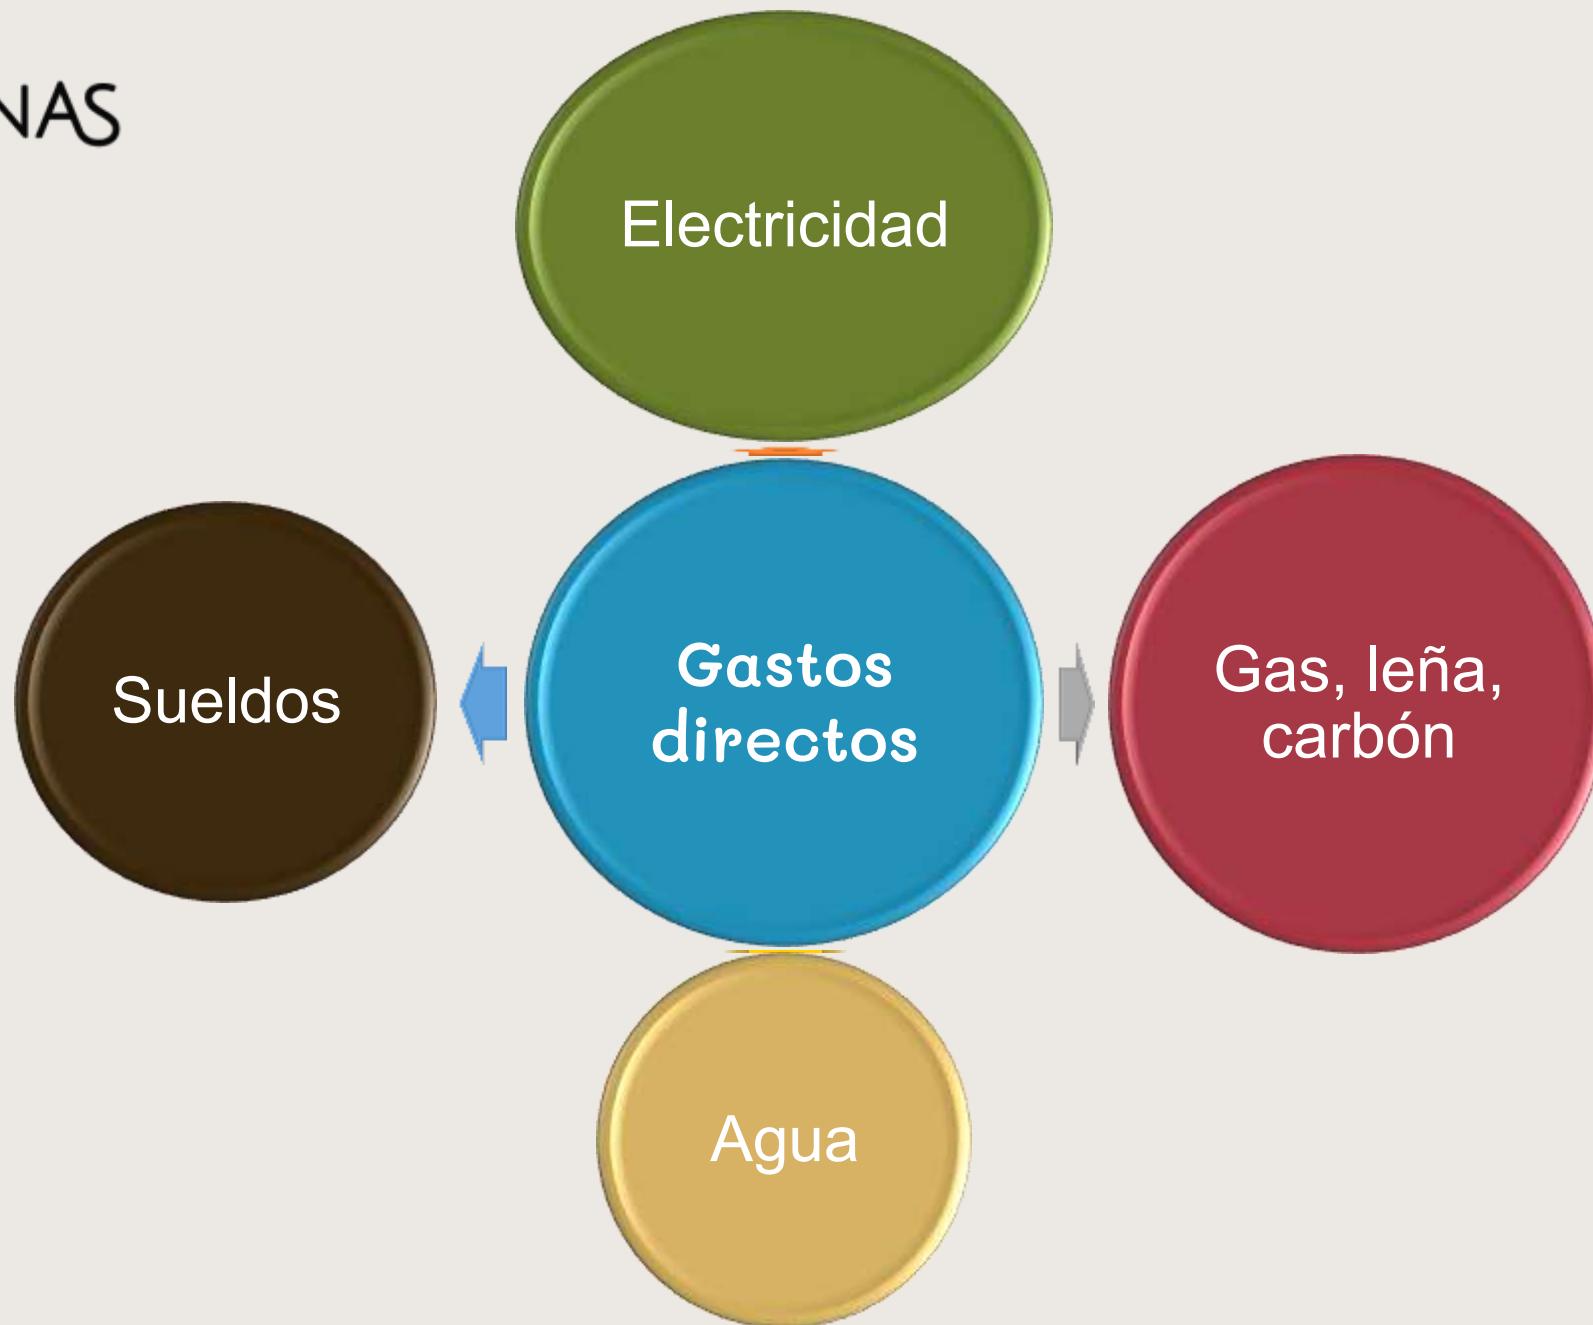 NAS
Electricidad
Sueldos
Gastos
directos
Gas, leña,
carbón
Agua